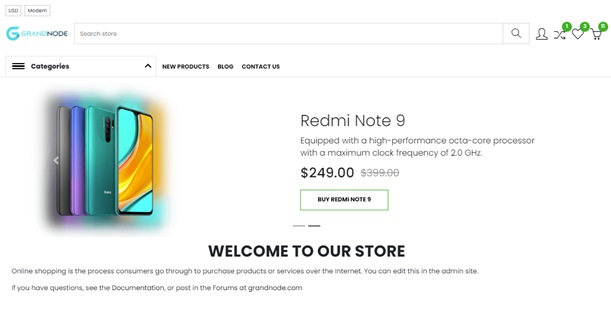 USD Modern
GRANDNODE Search store
Categories NEW PRODUCTS BLOG CONTACT US
Redmi Note 9
Equipped with a high-performance octa-core processor
with a maximum clock frequency of 2.0 GHz.
$249.00 $399.00
BUY REDMI NOTE 9
WELCOME TO OUR STORE
Online shopping is the process consumers go through to purchase products or services over the Internet. You can edit this in the admin site.
If you have questions, see the Documentation, or post in the Forums at grandnode.com